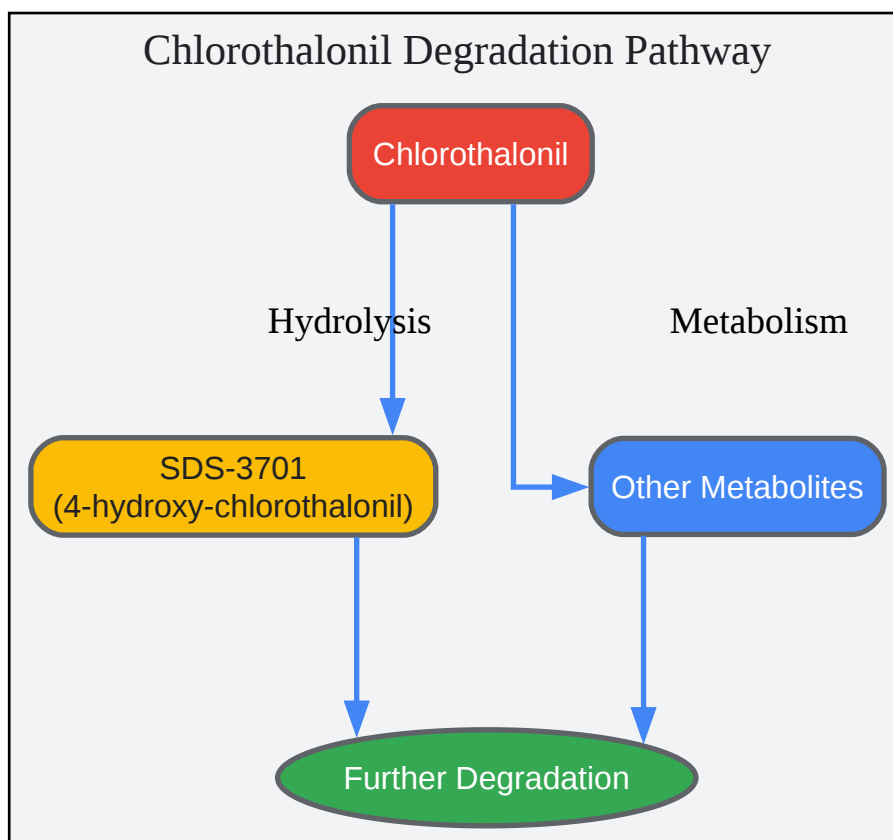 Chlorothalonil Degradation Pathway
Chlorothalonil
Hydrolysis
Metabolism
SDS-3701
(4-hydroxy-chlorothalonil)
Other Metabolites
Further Degradation